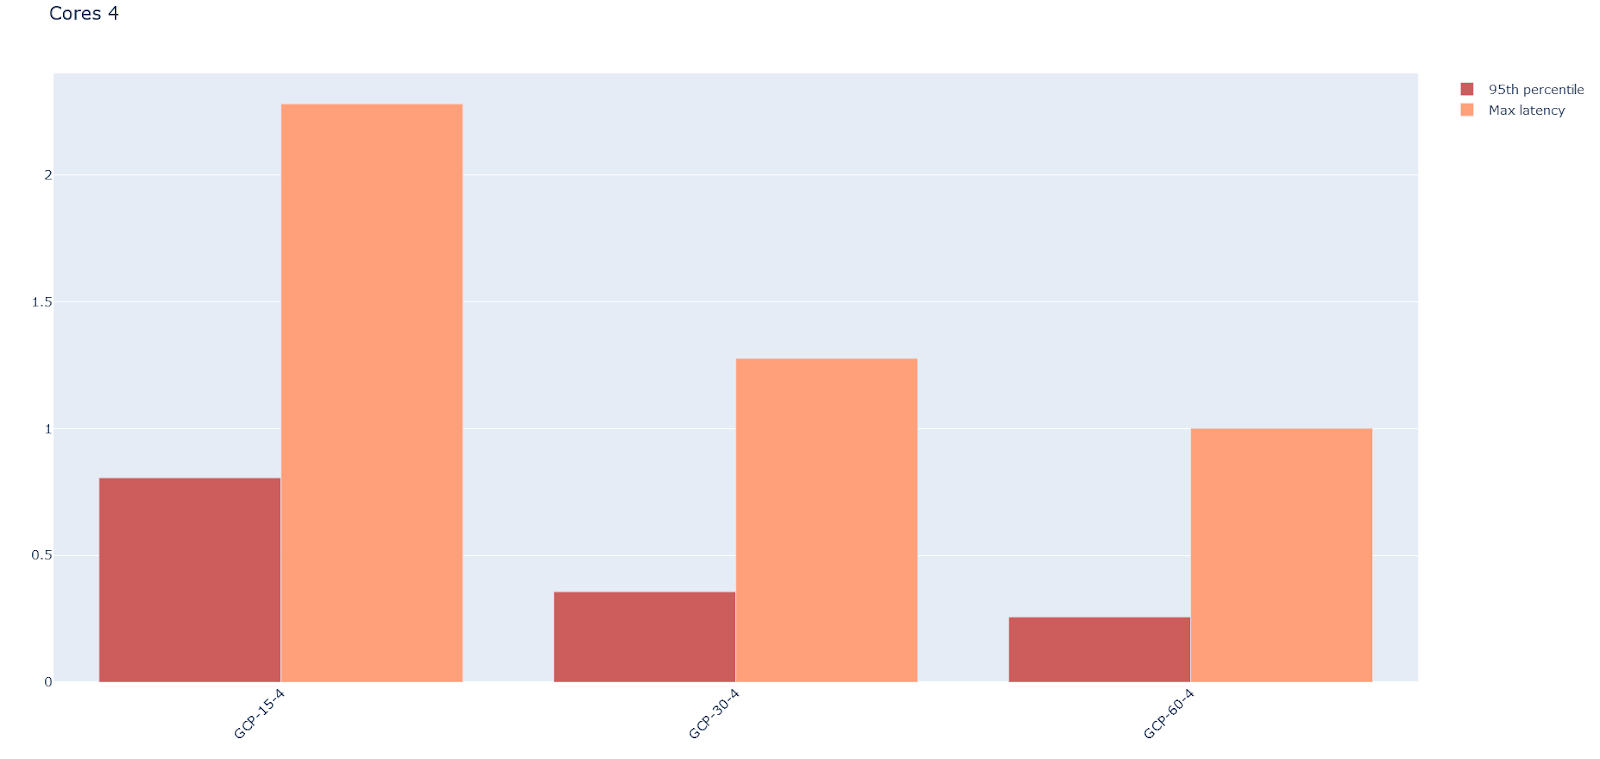 Cores 4
95th percentile
Max latency
2
1.5
1
0.5
0
GCP-15-4
GCP-30-4
GCP-60-4